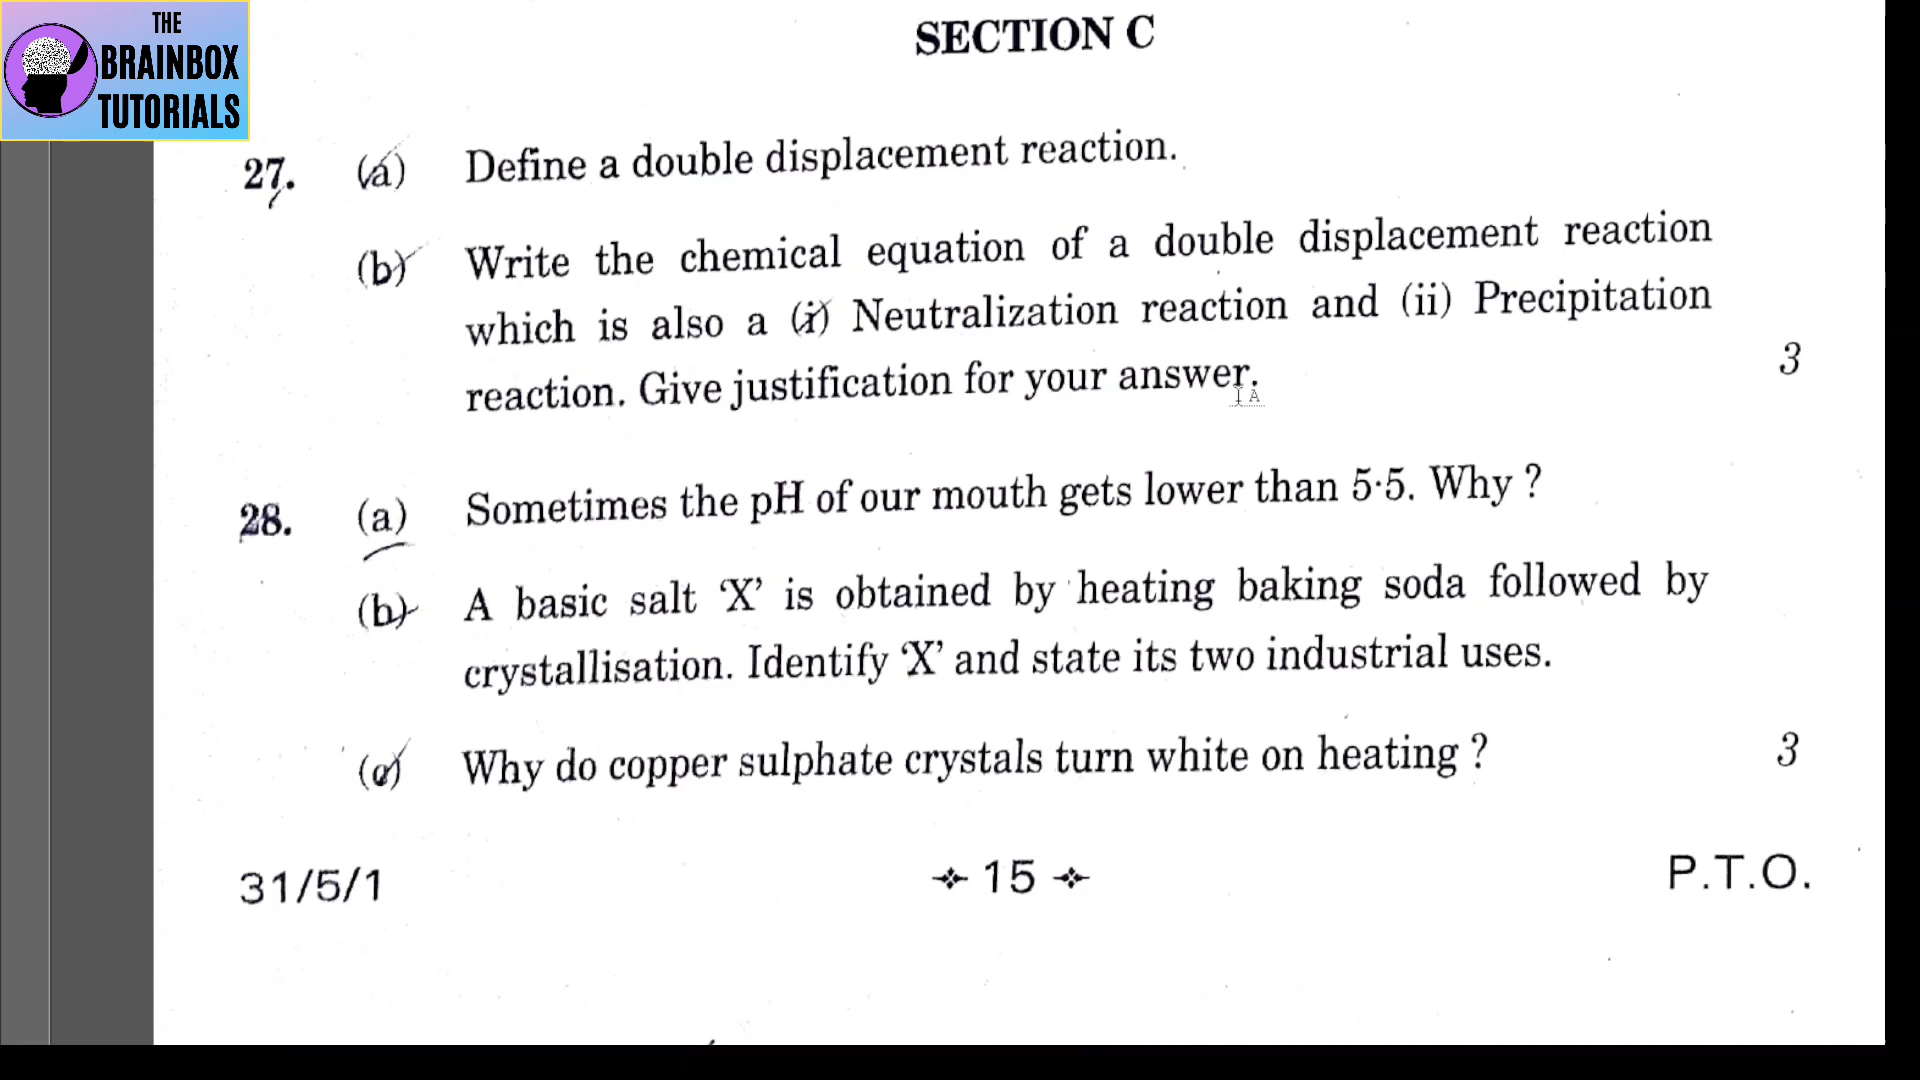 THE
BRAINBOX
TUTORIALS
SECTION C
27. (a) Define a double displacement reaction.
(b) Write the chemical equation of a double displacement reaction
which is also a (i) Neutralization reaction and (ii) Precipitation
reaction. Give justification for your answer. 3
28. (a) Sometimes the pH of our mouth gets lower than 5·5. Why ?
(b) A basic salt ‘X’ is obtained by heating baking soda followed by
crystallisation. Identify ‘X’ and state its two industrial uses.
(c) Why do copper sulphate crystals turn white on heating ? 3
31/5/1 15 P.T.O.